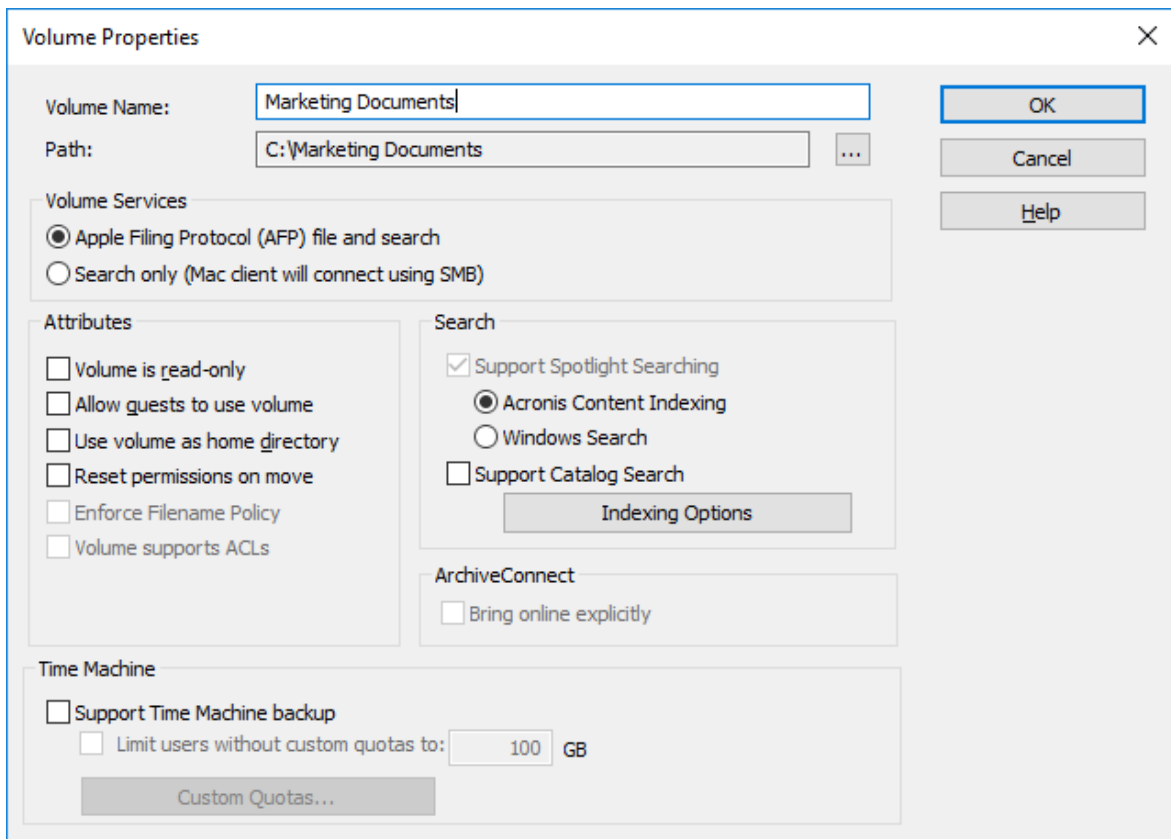 Volume Properties
Volume Name:
Marketing Documents
OK
Path:
C:\Marketing Documents
...
Cancel
Help
Volume Services
Apple Filing Protocol (AFP) file and search
Search only (Mac client will connect using SMB)
Attributes
Volume is read-only
Allow guests to use volume
Use volume as home directory
Reset permissions on move
Enforce Filename Policy
Volume supports ACLs
Search
Support Spotlight Searching
Acronis Content Indexing
Windows Search
Support Catalog Search
Indexing Options
ArchiveConnect
Bring online explicitly
Time Machine
Support Time Machine backup
Limit users without custom quotas to: 100 GB
Custom Quotas...